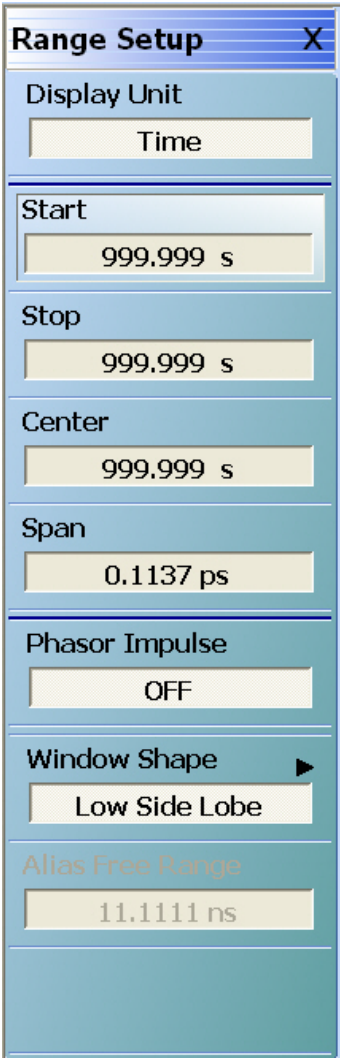 Range Setup X
Display Unit
Time
Start
999.999 s
Stop
999.999 s
Center
999.999 s
Span
0.1137 ps
Phasor Impulse
OFF
Window Shape
Low Side Lobe
Alias Free Range
11.1111 ns